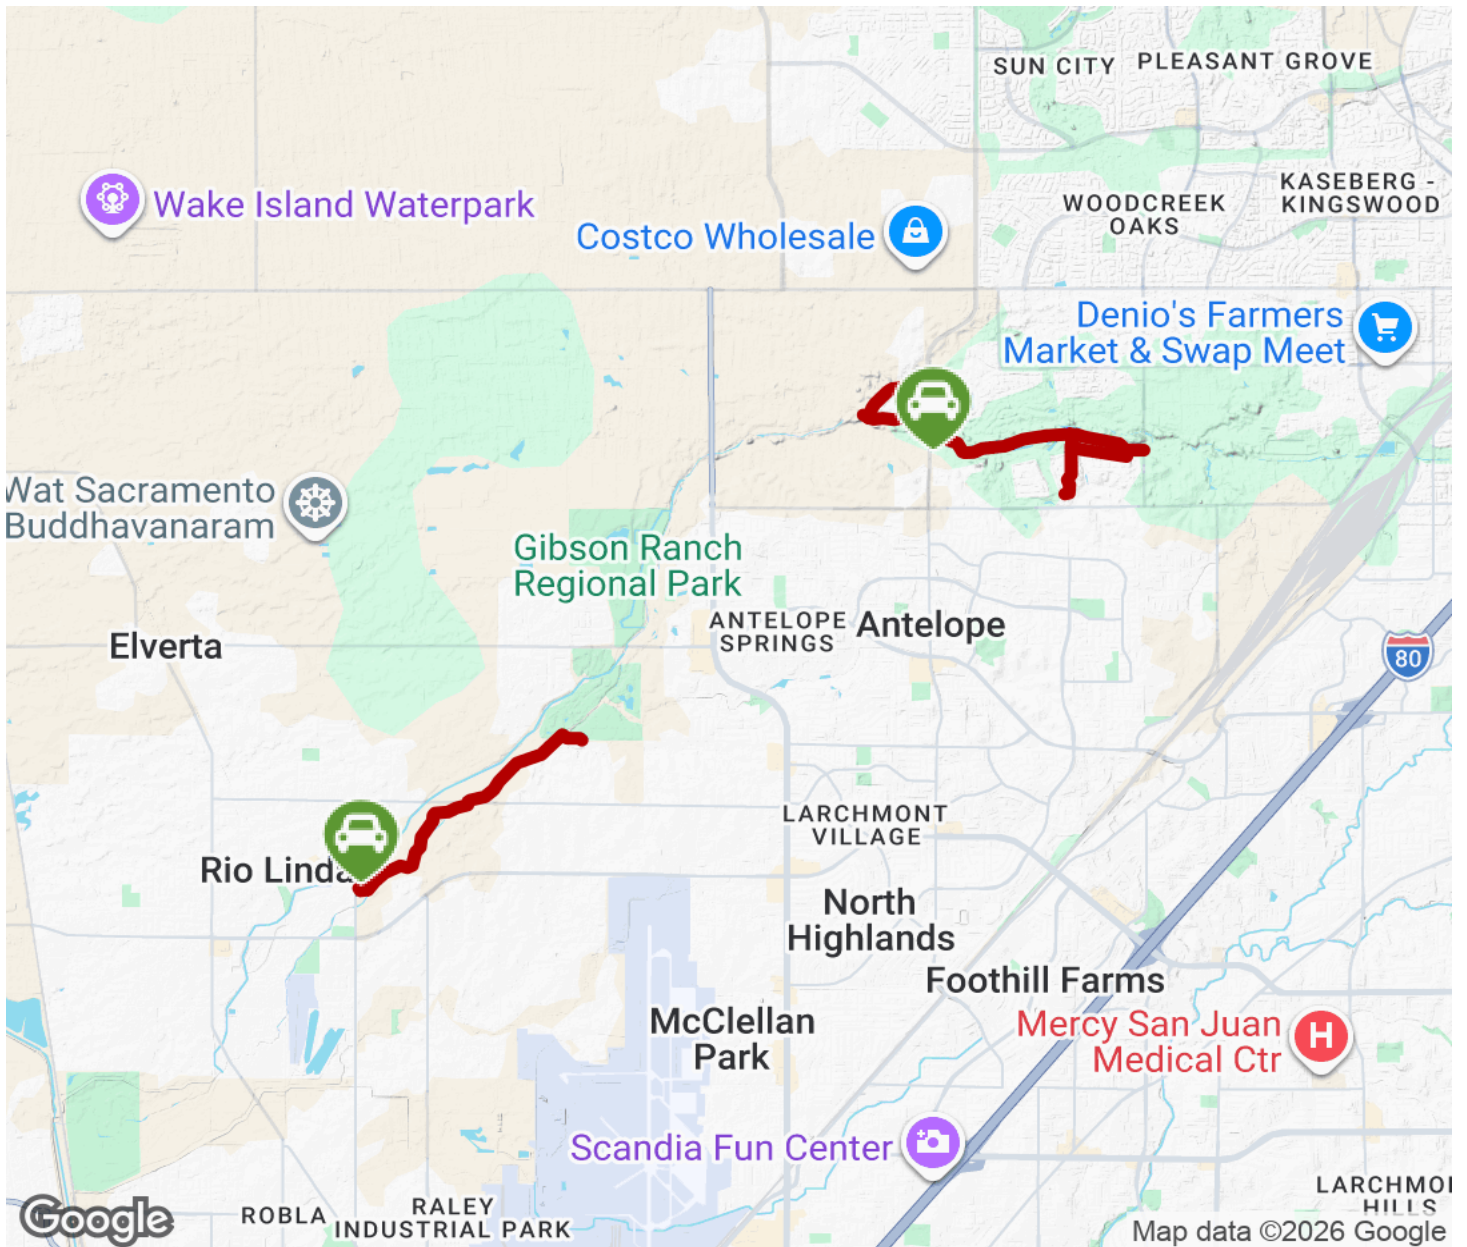 SUN CITY
PLEASANT GROVE
KASEBERG -
KINGSWOOD
WOODCREEK
OAKS
Wake Island Waterpark
Costco Wholesale
Denio's Farmers
Market & Swap Meet
Wat Sacramento
Buddhavanaram
Gibson Ranch
Regional Park
ANTELOPE
SPRINGS
Antelope
Elverta
80
LARCHMONT
VILLAGE
Rio Linda
North
Highlands
Foothill Farms
McClellan
Park
Mercy San Juan
Medical Ctr
H
Scandia Fun Center
LARCHMO
HILLS
RALEY
INDUSTRIAL PARK
ROBLA
Google
Map data ©2026 Google